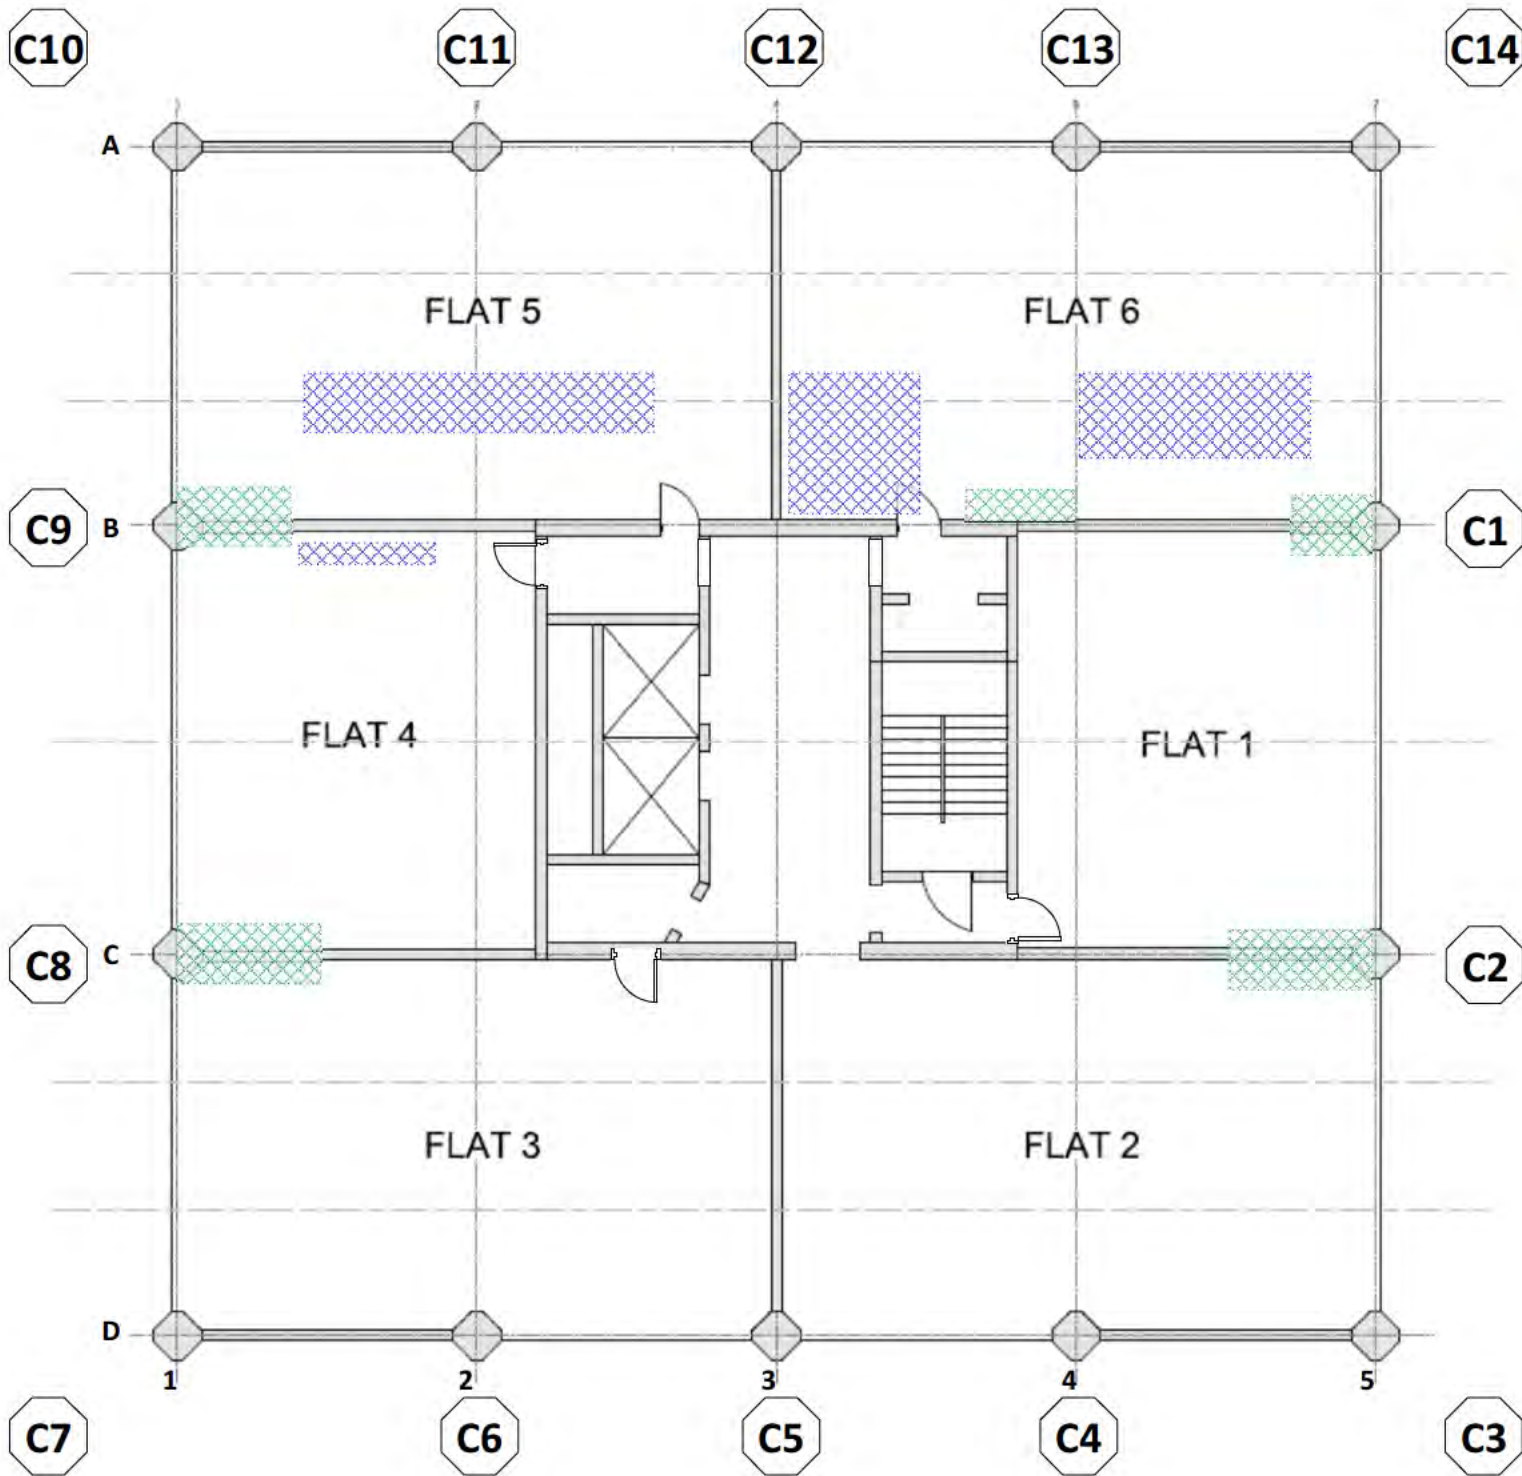 C10 C11 C12 C13 C14
A
FLAT 5 FLAT 6
C9 B C1
FLAT 4 FLAT 1
C8 C C2
FLAT 3 FLAT 2
D
1 2 3 4 5
C7 C6 C5 C4 C3